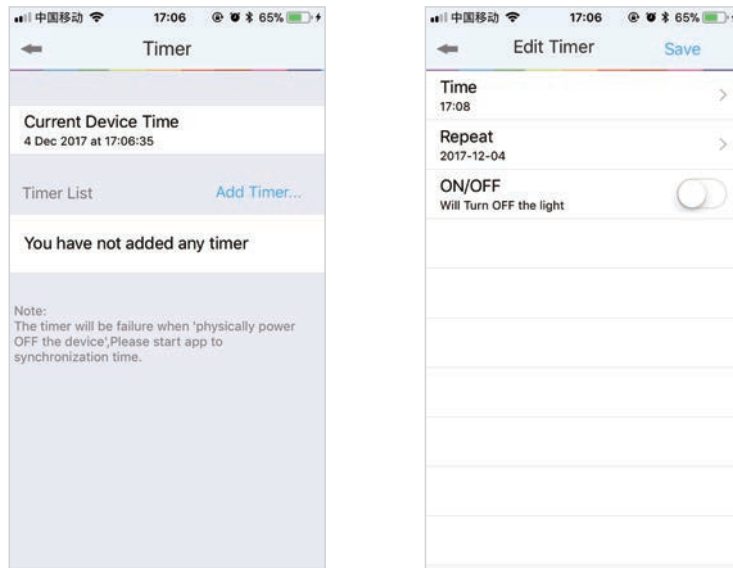 中国移动 17:06 65%
Timer
Current Device Time
4 Dec 2017 at 17:06:35
Timer List Add Timer...
You have not added any timer
Note:
The timer will be failure when 'physically power
OFF the device',Please start app to
synchronization time.
中国移动 17:06 65%
Edit Timer Save
Time
17:08
Repeat
2017-12-04
ON/OFF
Will Turn OFF the light